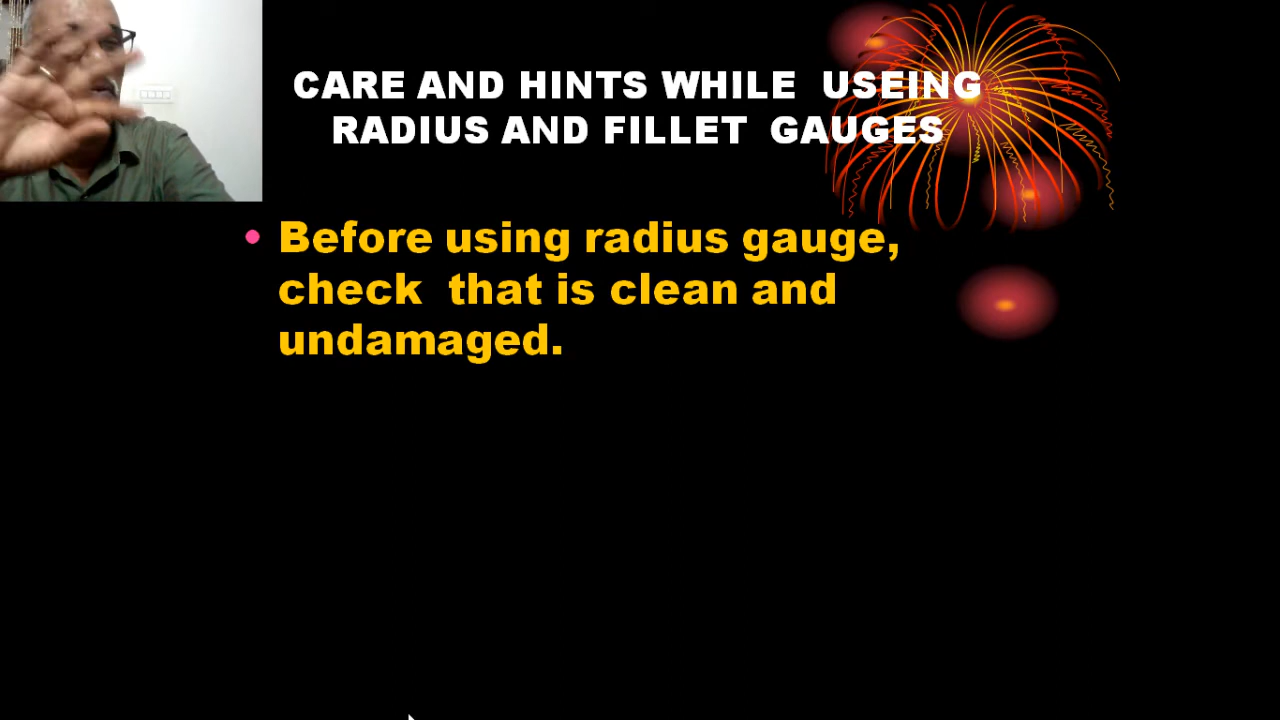 CARE AND HINTS WHILE USEING
RADIUS AND FILLET GAUGES
• Before using radius gauge,
check that is clean and
undamaged.